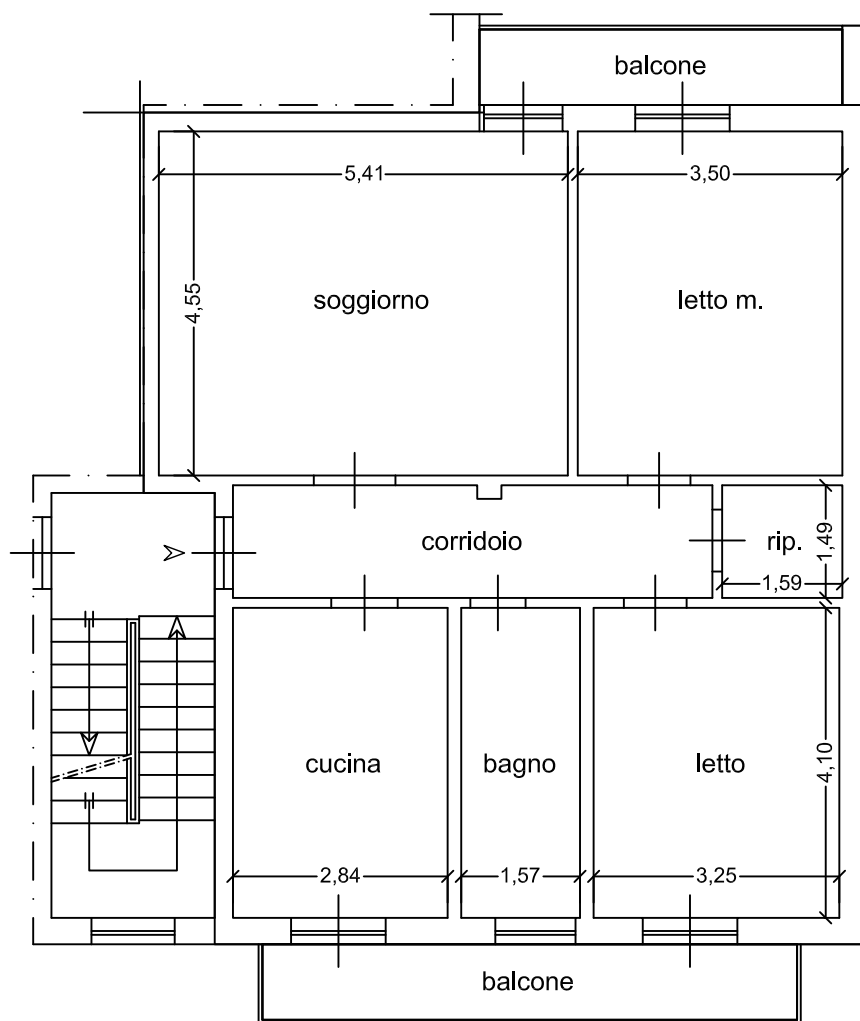 balcone
5,41
3,50
4,55
soggiorno
letto m.
corridoio
rip.
1,49
1,59
cucina
bagno
letto
4,10
2,84
1,57
3,25
balcone